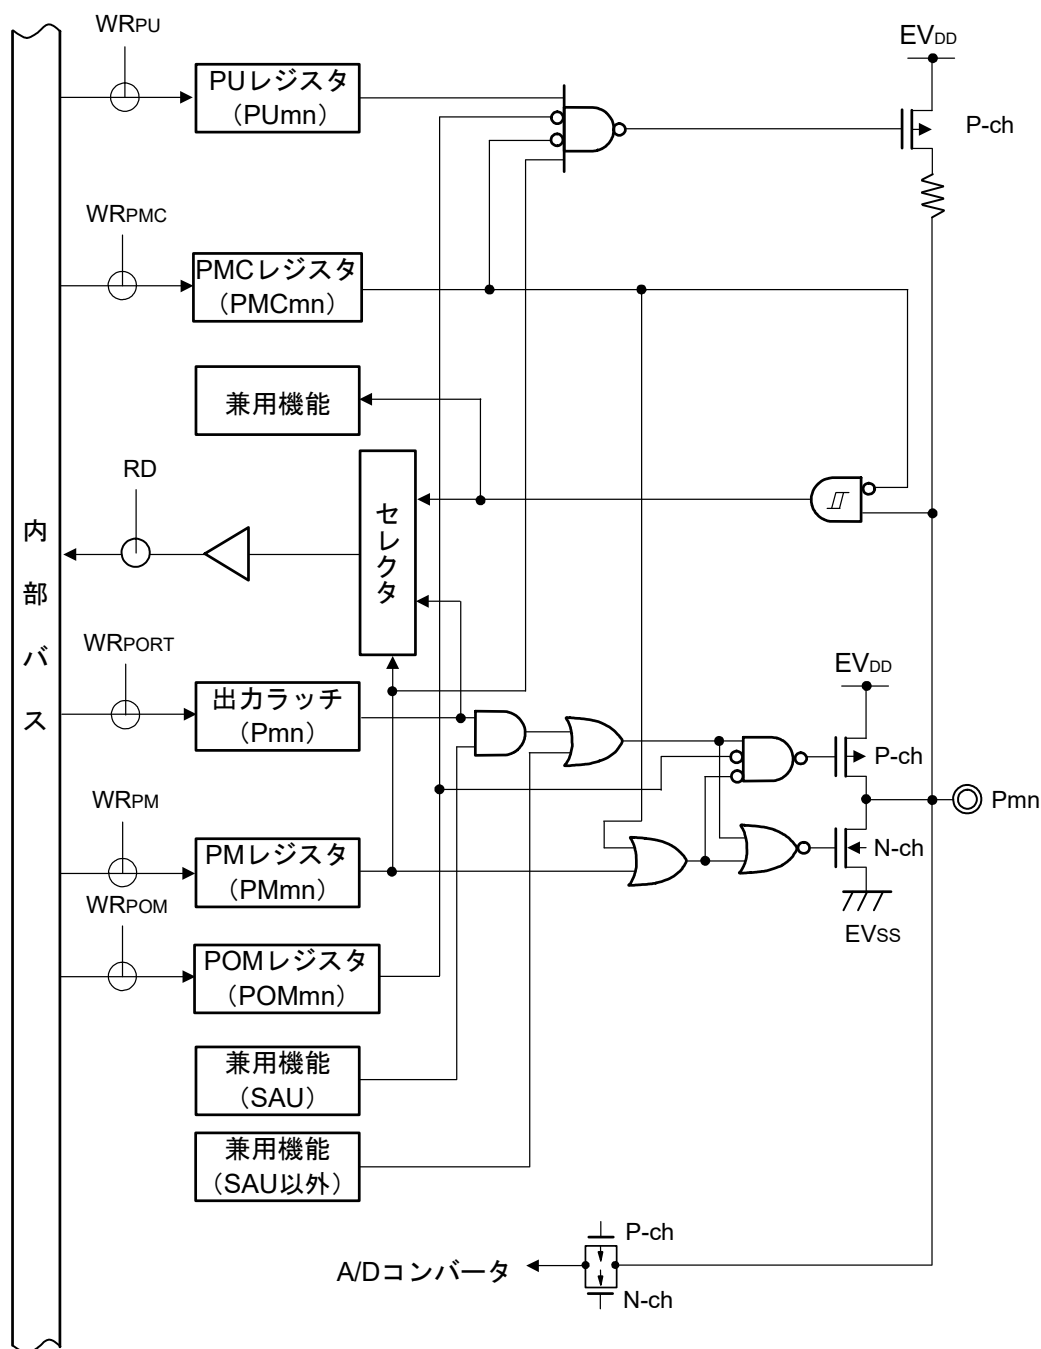 WRPU
EVDD
PUレジスタ
（PUmn）
P-ch
WRPMC
PMCレジスタ
（PMCmn）
兼用機能
RD
セレクタ
内部バス
WRPORT
出力ラッチ
（Pmn）
EVDD
P-ch
Pmn
WRPM
PMレジスタ
（PMmn）
N-ch
WRPOM
EVSS
POMレジスタ
（POMmn）
兼用機能
（SAU）
兼用機能
（SAU以外）
P-ch
A/Dコンバータ
N-ch